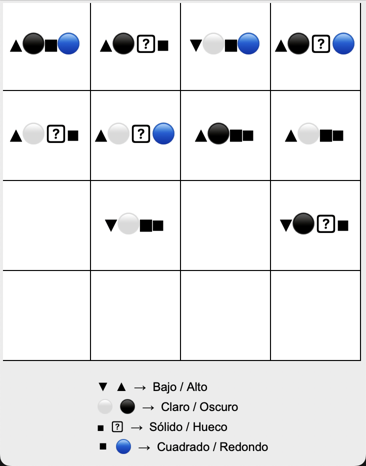 ▲⚫◼🔵 ▲⚫?▪ ▼⚪◼🔵 ▲⚫?🔵
▲⚪?▪ ▲⚪?🔵 ▲⚫◼▪ ▲⚪◼▪
▼⚪◼▪ ▼⚫?▪
▼ ▲ → Bajo / Alto
⚪ ⚫ → Claro / Oscuro
▪ ? → Sólido / Hueco
▪ 🔵 → Cuadrado / Redondo